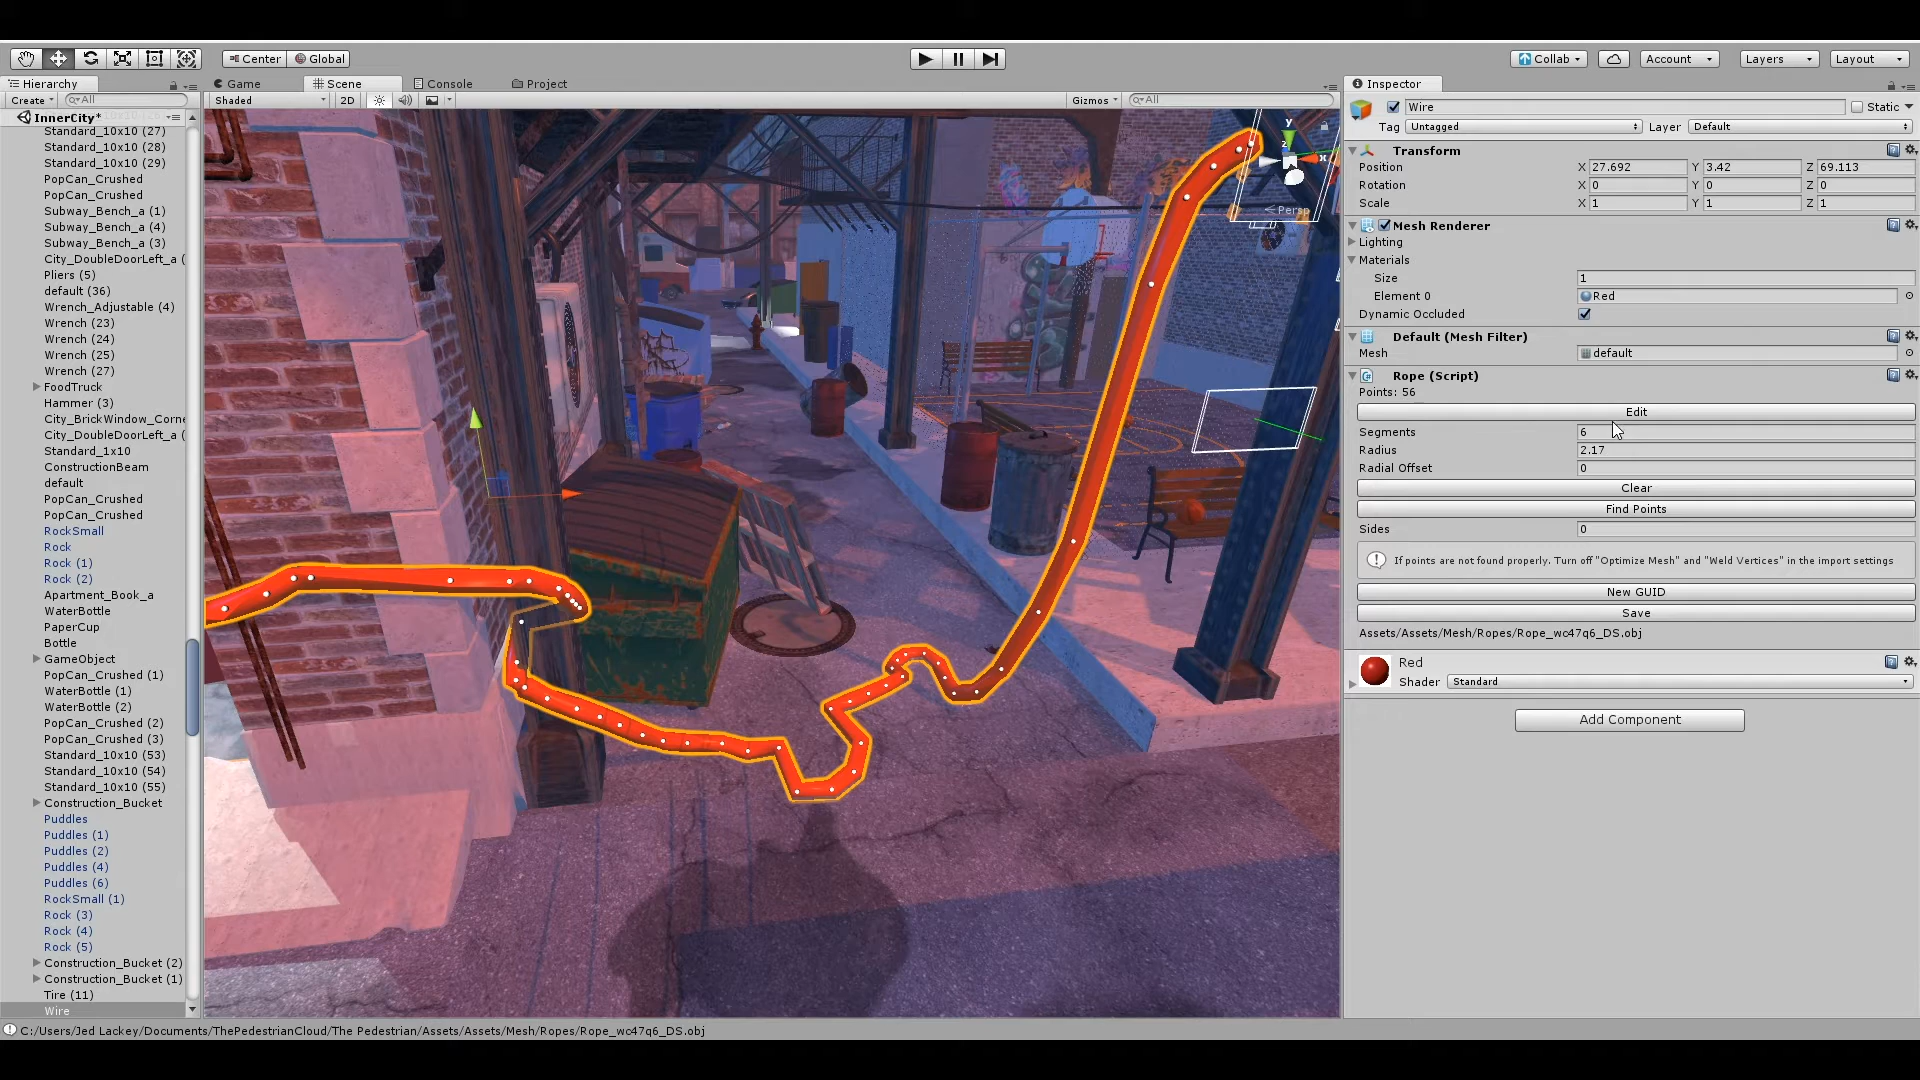 Center Global
Collab Account Layers Layout
Hierarchy
Create All
InnerCity*
Standard_10x10 (27)
Standard_10x10 (28)
Standard_10x10 (29)
PopCan_Crushed
PopCan_Crushed
Subway_Bench_a (1)
Subway_Bench_a (4)
Subway_Bench_a (3)
City_DoubleDoorLeft_a (
Pliers (5)
default (36)
Wrench_Adjustable (4)
Wrench (23)
Wrench (24)
Wrench (25)
Wrench (27)
FoodTruck
Hammer (3)
City_BrickWindow_Corne
City_DoubleDoorLeft_a (
Standard_1x10
ConstructionBeam
default
PopCan_Crushed
PopCan_Crushed
RockSmall
Rock
Rock (1)
Rock (2)
Apartment_Book_a
WaterBottle
PaperCup
Bottle
GameObject
PopCan_Crushed (1)
WaterBottle (1)
WaterBottle (2)
PopCan_Crushed (2)
PopCan_Crushed (3)
Standard_10x10 (53)
Standard_10x10 (54)
Standard_10x10 (55)
Construction_Bucket
Puddles
Puddles (1)
Puddles (2)
Puddles (4)
Puddles (6)
RockSmall (1)
Rock (3)
Rock (4)
Rock (5)
Construction_Bucket (2)
Construction_Bucket (1)
Tire (11)
Wire
Game Scene Console Project
Shaded 2D Gizmos All
y
z
x
Persp
Inspector
Wire Static
Tag Untagged Layer Default
Transform
Position X 27.692 Y 3.42 Z 69.113
Rotation X 0 Y 0 Z 0
Scale X 1 Y 1 Z 1
Mesh Renderer
Lighting
Materials
Size 1
Element 0 Red
Dynamic Occluded
Default (Mesh Filter)
Mesh default
Rope (Script)
Points: 56
Edit
Segments 6
Radius 2.17
Radial Offset 0
Clear
Find Points
Sides 0
If points are not found properly. Turn off "Optimize Mesh" and "Weld Vertices" in the import settings
New GUID
Save
Assets/Assets/Mesh/Ropes/Rope_wc47q6_DS.obj
Red
Shader Standard
Add Component
C:/Users/Jed Lackey/Documents/ThePedestrianCloud/The Pedestrian/Assets/Assets/Mesh/Ropes/Rope_wc47q6_DS.obj